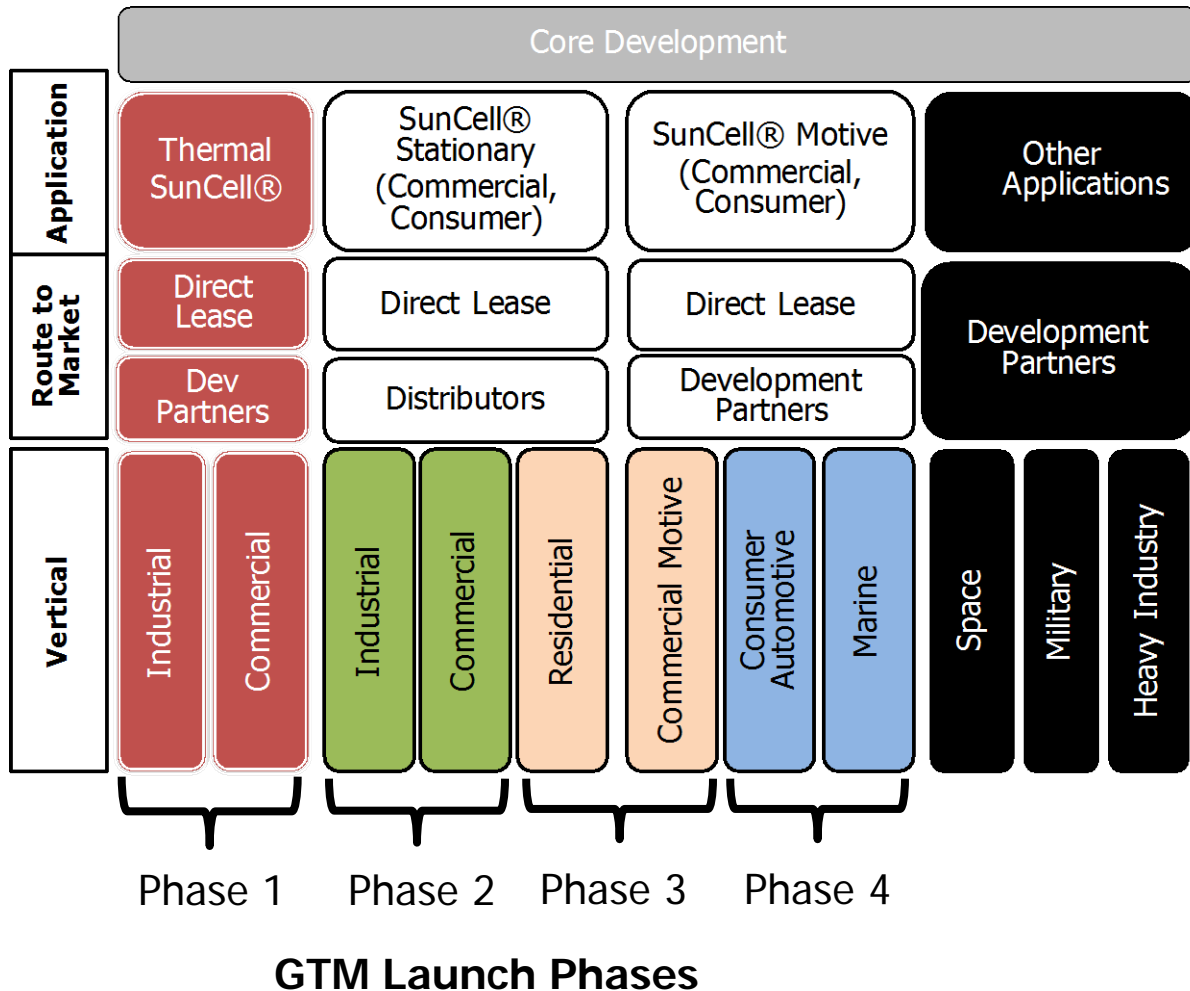 Core Development
Application
Thermal
SunCell®
SunCell®
Stationary
(Commercial,
Consumer)
SunCell® Motive
(Commercial,
Consumer)
Other
Applications
Route to
Market
Direct
Lease
Direct Lease
Direct Lease
Development
Partners
Dev
Partners
Distributors
Development
Partners
Vertical
Industrial
Commercial
Industrial
Commercial
Residential
Commercial Motive
Consumer
Automotive
Marine
Space
Military
Heavy Industry
Phase 1
Phase 2
Phase 3
Phase 4
GTM Launch Phases